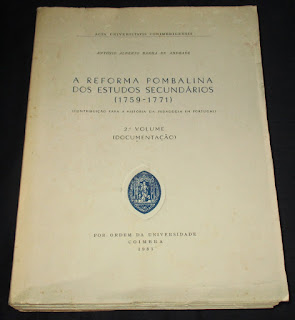 ACTA UNIVERSITATIS CONIMBRIGENSIS
ANTÓNIO ALBERTO BANHA DE ANDRADE
A REFORMA POMBALINA
DOS ESTUDOS SECUNDÁRIOS
(1759-1771)
(CONTRIBUIÇÃO PARA A HISTÓRIA DA PEDAGOGIA EM PORTUGAL)
2.º VOLUME
(DOCUMENTAÇÃO)
POR ORDEM DA UNIVERSIDADE
COIMBRA